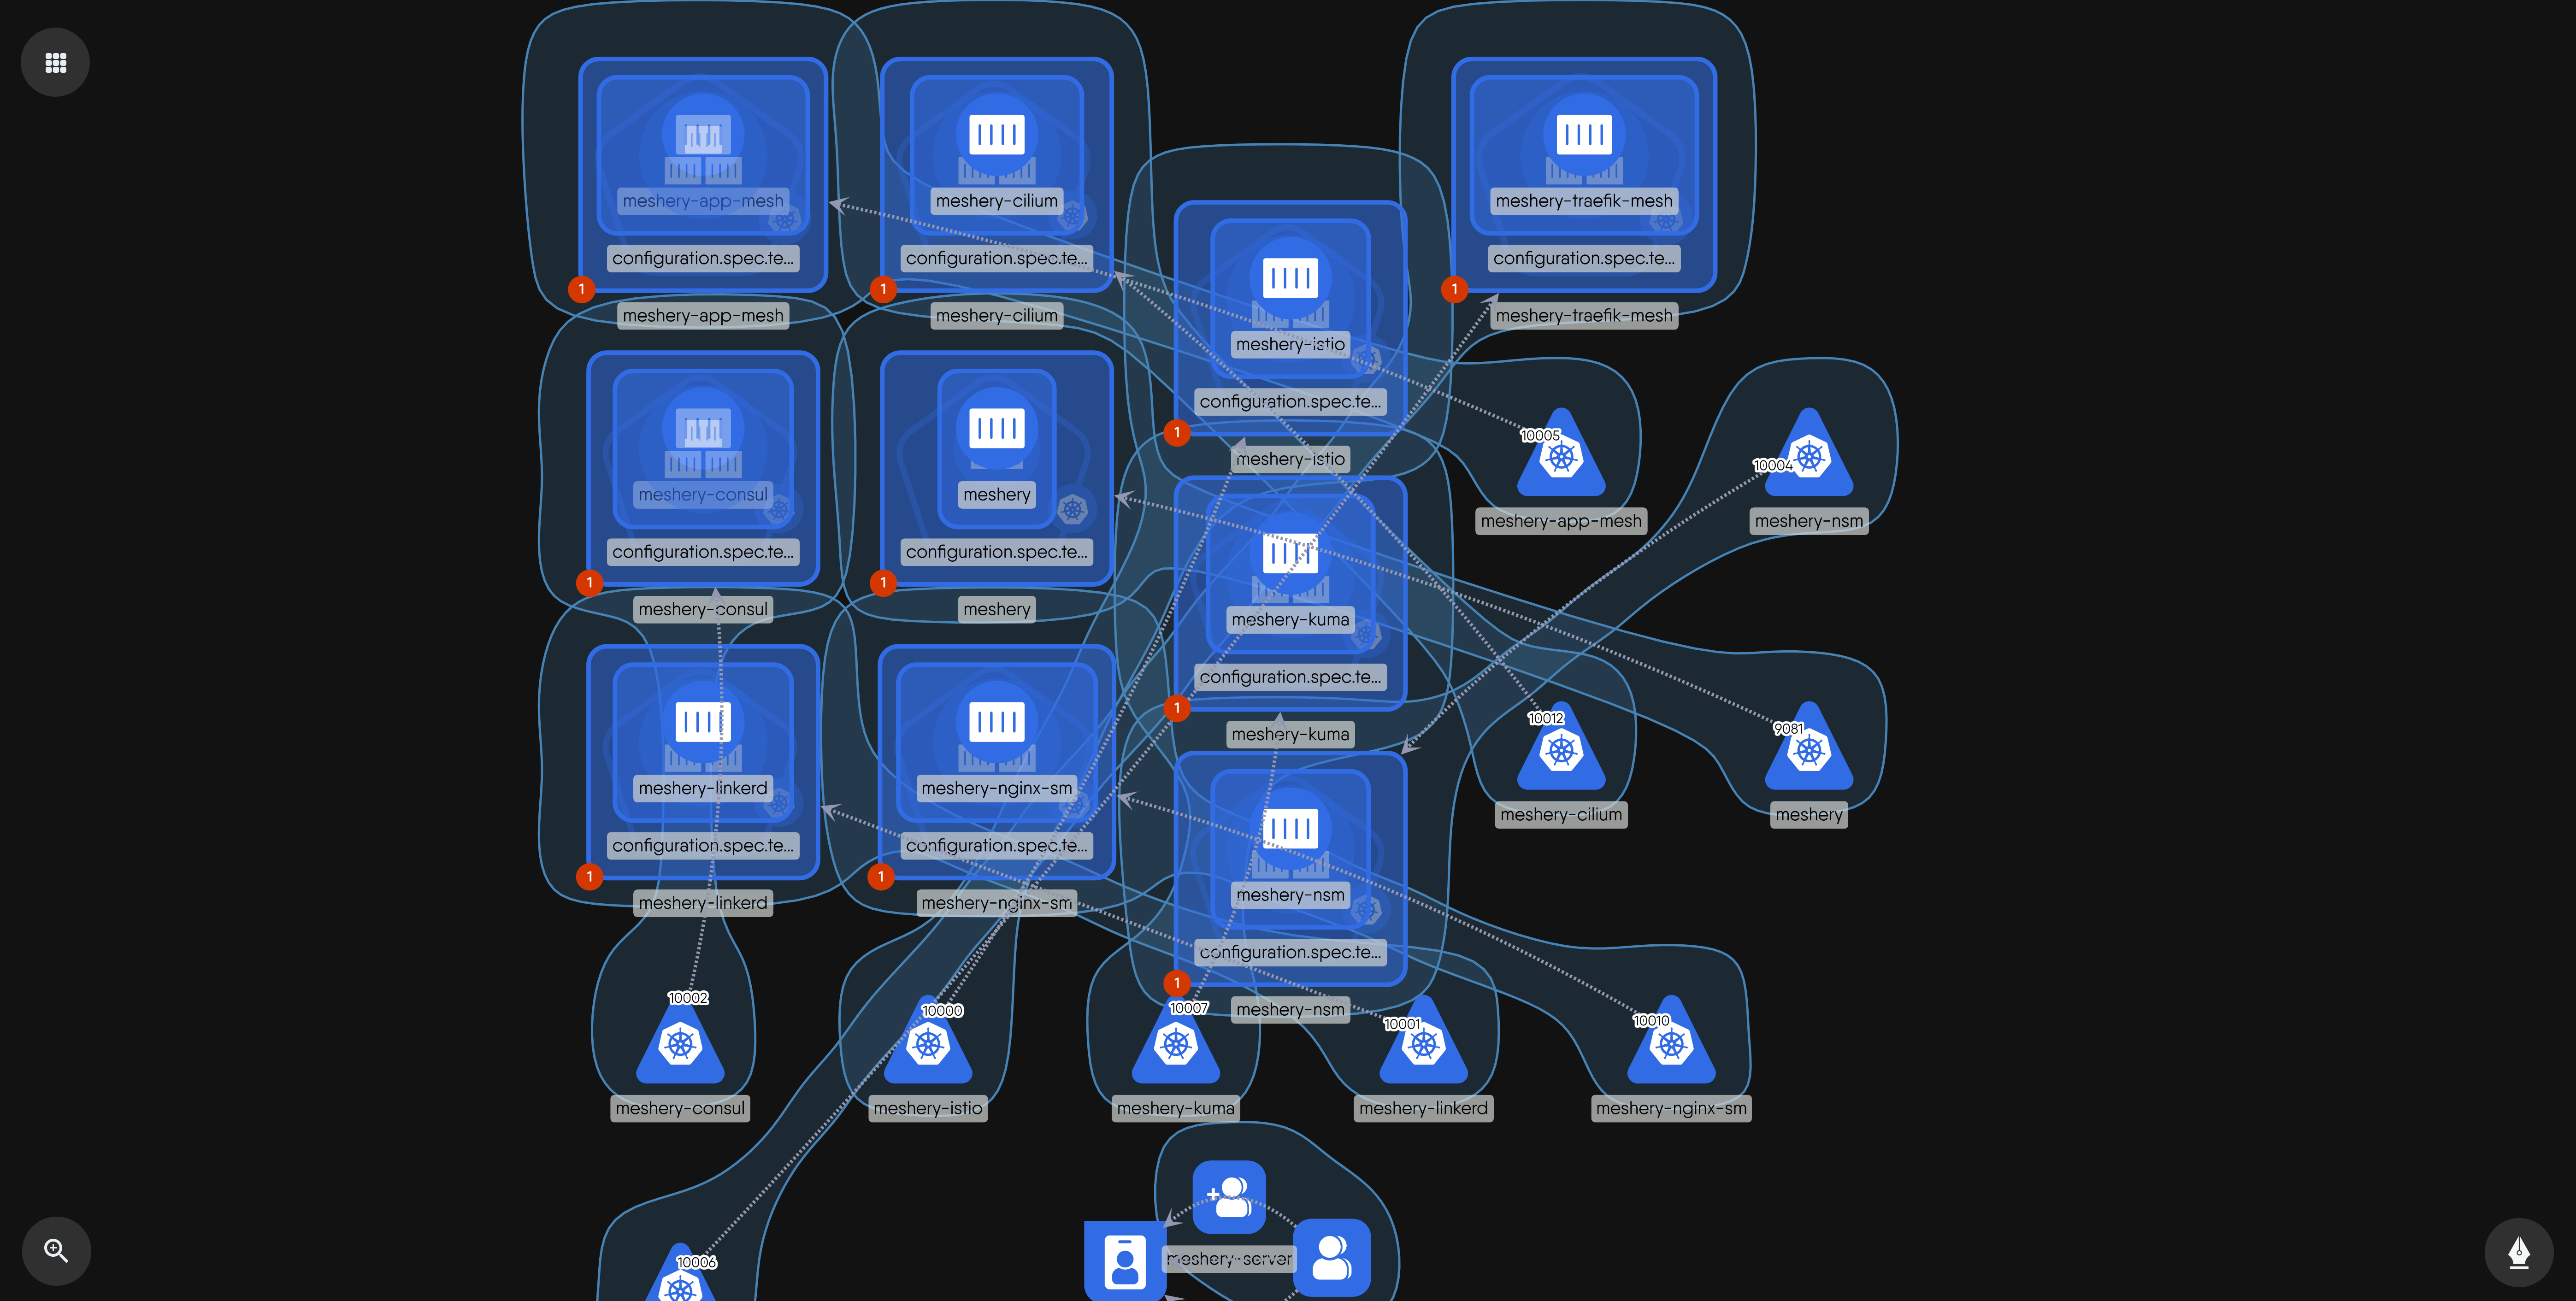 meshery-app-mesh
configuration.spec.te...
1
meshery-app-mesh
meshery-cilium
configuration.spec.te...
1
meshery-cilium
meshery-istio
configuration.spec.te...
1
meshery-istio
meshery-traefik-mesh
configuration.spec.te...
1
meshery-traefik-mesh
meshery-consul
configuration.spec.te...
1
meshery-consul
meshery
configuration.spec.te...
1
meshery
meshery-kuma
configuration.spec.te...
1
meshery-kuma
10005
meshery-app-mesh
10004
meshery-nsm
meshery-linkerd
configuration.spec.te...
1
meshery-linkerd
meshery-nginx-sm
configuration.spec.te...
1
meshery-nginx-sm
meshery-nsm
configuration.spec.te...
1
meshery-nsm
10012
meshery-cilium
9081
meshery
10002
meshery-consul
10000
meshery-istio
10007
meshery-kuma
10001
meshery-linkerd
10010
meshery-nginx-sm
10006
meshery-server